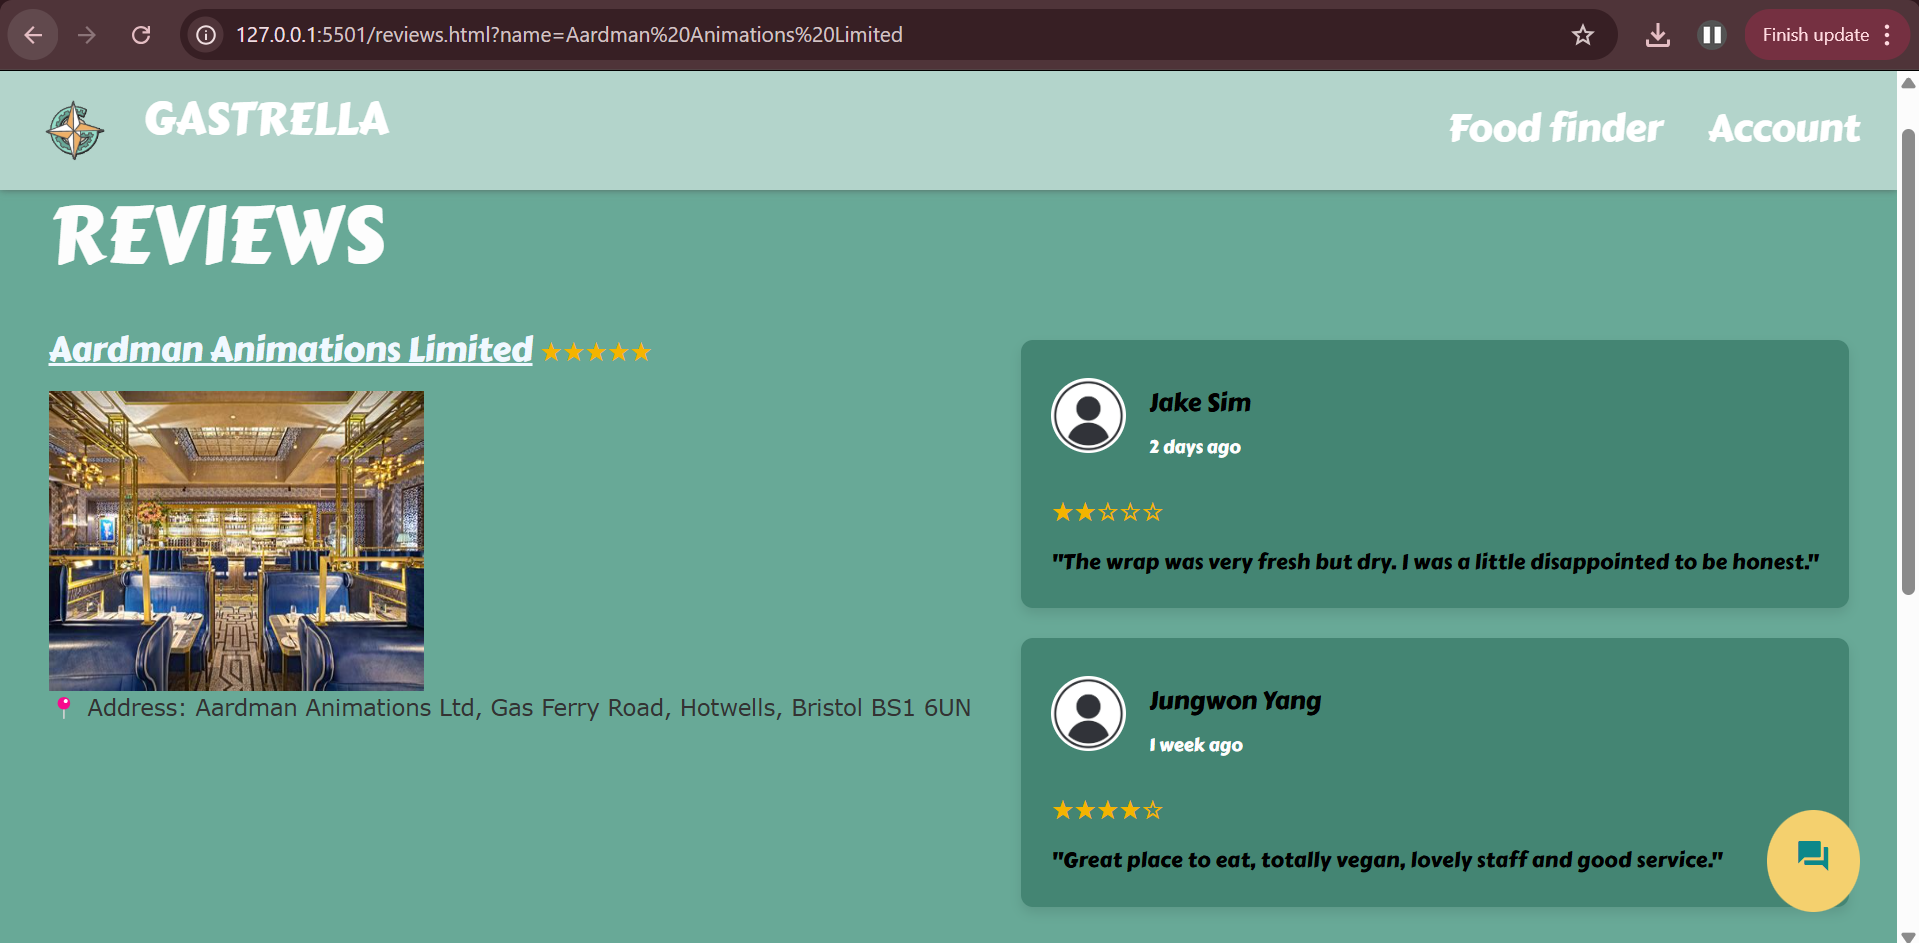 127.0.0.1:5501/reviews.html?name=Aardman%20Animations%20Limited
Finish update
GASTRELLA
Food finder
Account
REVIEWS
Aardman Animations Limited ★★★★★
📍 Address: Aardman Animations Ltd, Gas Ferry Road, Hotwells, Bristol BS1 6UN
Jake Sim
2 days ago
★★☆☆☆
"The wrap was very fresh but dry. I was a little disappointed to be honest."
Jungwon Yang
1 week ago
★★★★☆
"Great place to eat, totally vegan, lovely staff and good service."